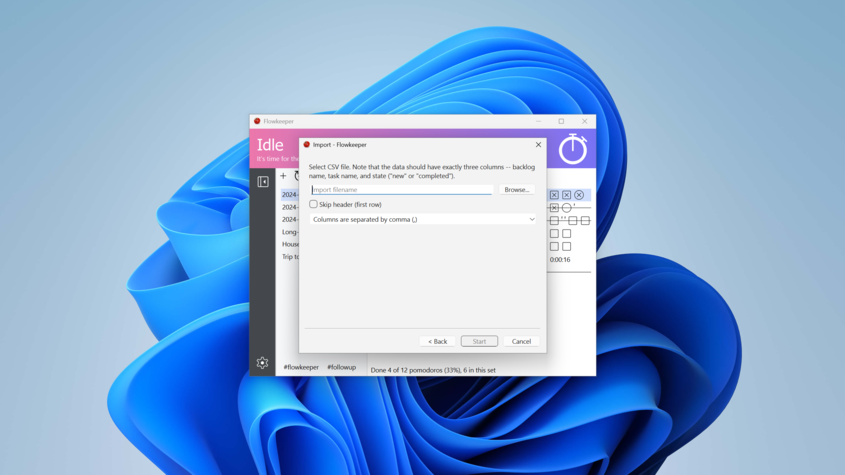 Flowkeeper
Idle
It's time for the
Import - Flowkeeper
Select CSV file. Note that the data should have exactly three columns -- backlog
name, task name, and state ("new" or "completed").
Import filename
Browse...
Skip header (first row)
Columns are separated by comma (,)
2024-
2024-
2024-
Long-
House
Trip to
0:00:16
< Back
Start
Cancel
#flowkeeper #followup
Done 4 of 12 pomodoros (33%), 6 in this set